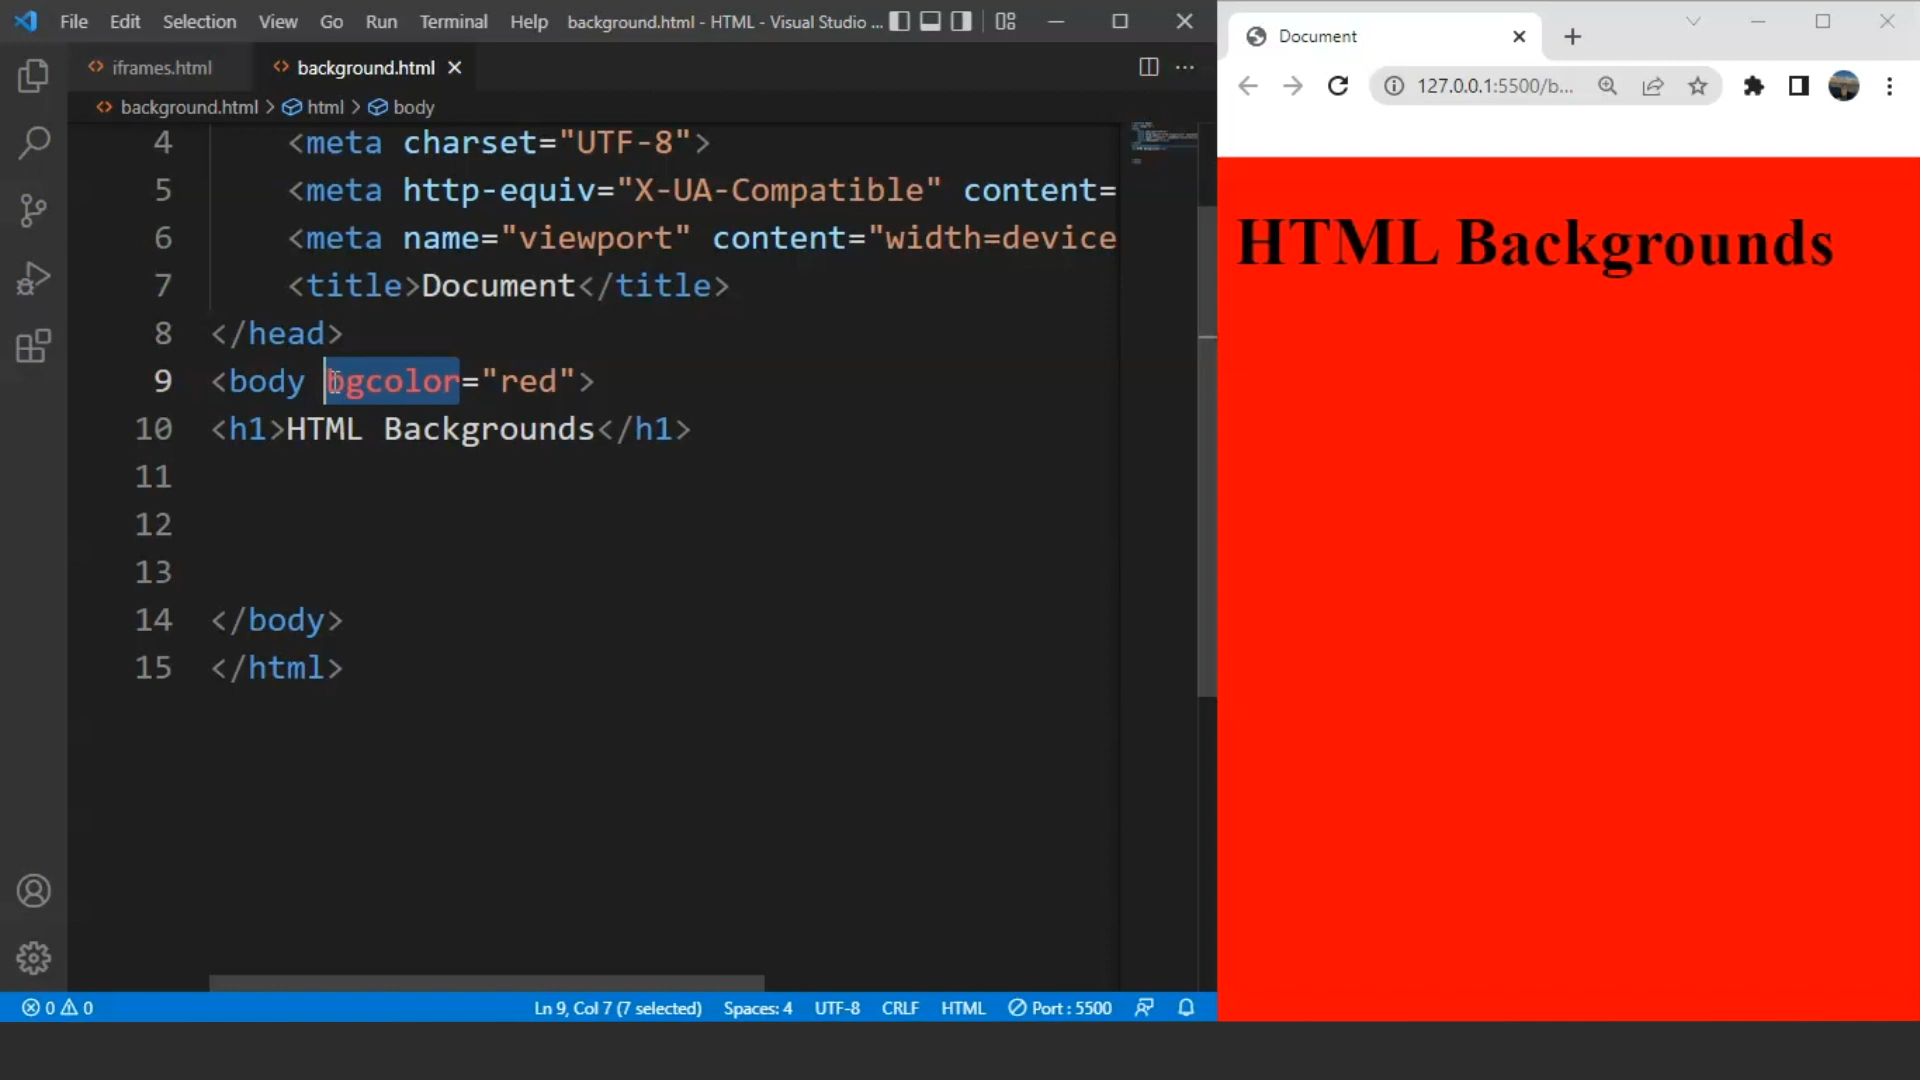 File Edit Selection View Go Run Terminal Help background.html - HTML - Visual Studio ...
iframes.html background.html
background.html > html > body
4 <meta charset="UTF-8">
5 <meta http-equiv="X-UA-Compatible" content=
6 <meta name="viewport" content="width=device
7 <title>Document</title>
8 </head>
9 <body bgcolor="red">
10 <h1>HTML Backgrounds</h1>
11
12
13
14 </body>
15 </html>
0 0 Ln 9, Col 7 (7 selected) Spaces: 4 UTF-8 CRLF HTML Port : 5500
Document
127.0.0.1:5500/b...
HTML Backgrounds